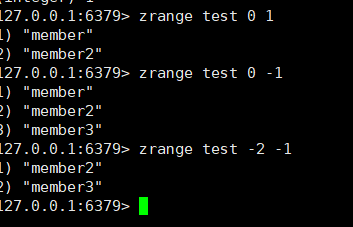 (integer) 1
127.0.0.1:6379> zrange test 0 1
1) "member"
2) "member2"
127.0.0.1:6379> zrange test 0 -1
1) "member"
2) "member2"
3) "member3"
127.0.0.1:6379> zrange test -2 -1
1) "member2"
2) "member3"
127.0.0.1:6379>